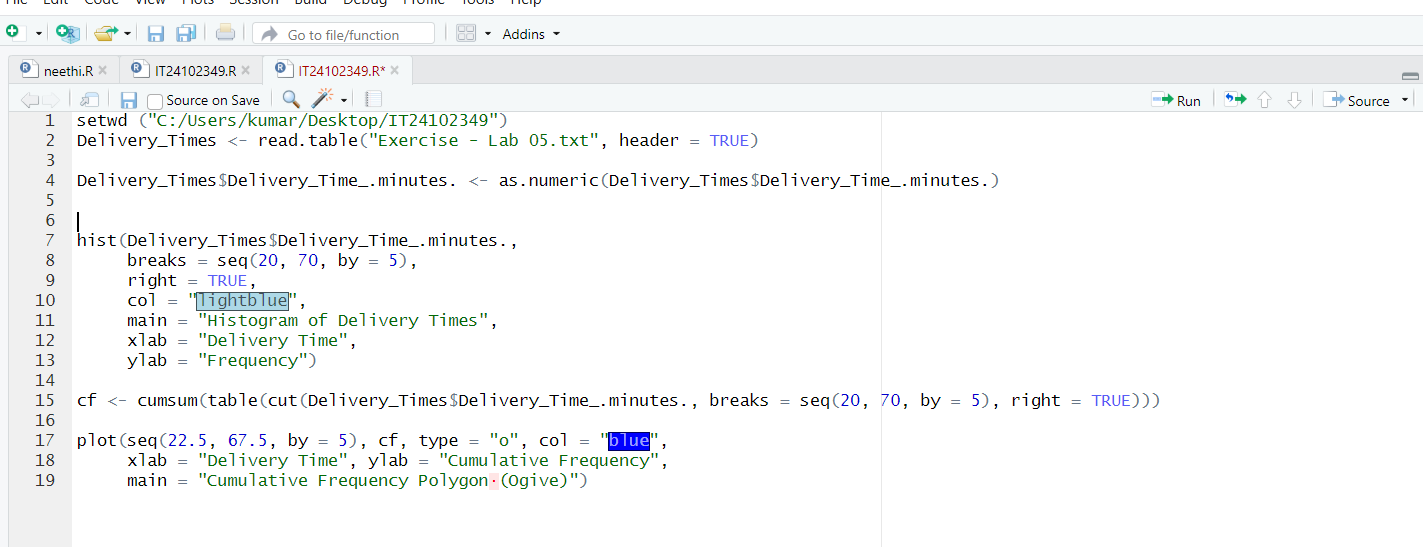 File Edit Code View Plots Session Build Debug Profile Tools Help
Go to file/function Addins
neethi.R IT24102349.R IT24102349.R*
Source on Save Run Source
1 setwd ("C:/Users/kumar/Desktop/IT24102349")
2 Delivery_Times <- read.table("Exercise - Lab 05.txt", header = TRUE)
3
4 Delivery_Times$Delivery_Time_.minutes. <- as.numeric(Delivery_Times$Delivery_Time_.minutes.)
5
6
7 hist(Delivery_Times$Delivery_Time_.minutes.,
8 breaks = seq(20, 70, by = 5),
9 right = TRUE,
10 col = "lightblue",
11 main = "Histogram of Delivery Times",
12 xlab = "Delivery Time",
13 ylab = "Frequency")
14
15 cf <- cumsum(table(cut(Delivery_Times$Delivery_Time_.minutes., breaks = seq(20, 70, by = 5), right = TRUE)))
16
17 plot(seq(22.5, 67.5, by = 5), cf, type = "o", col = "blue",
18 xlab = "Delivery Time", ylab = "Cumulative Frequency",
19 main = "Cumulative Frequency Polygon·(Ogive)")